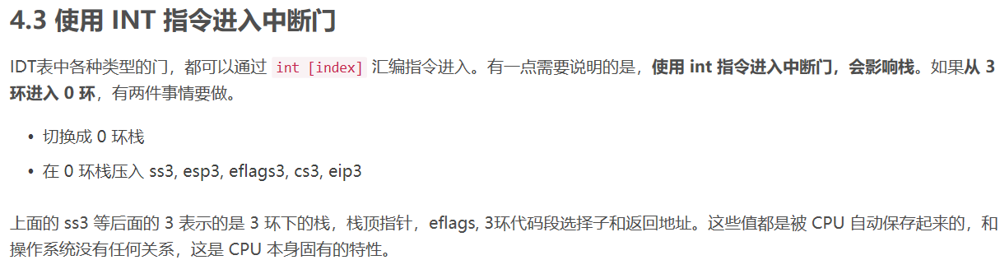 4.3 使用 INT 指令进入中断门
IDT表中各种类型的门，都可以通过 int [index] 汇编指令进入。有一点需要说明的是，使用 int 指令进入中断门，会影响栈。如果从 3
环进入 0 环，有两件事情要做。
• 切换成 0 环栈
• 在 0 环栈压入 ss3, esp3, eflags3, cs3, eip3
上面的 ss3 等后面的 3 表示的是 3 环下的栈，栈顶指针，eflags, 3环代码段选择子和返回地址。这些值都是被 CPU 自动保存起来的，和
操作系统没有任何关系，这是 CPU 本身固有的特性。